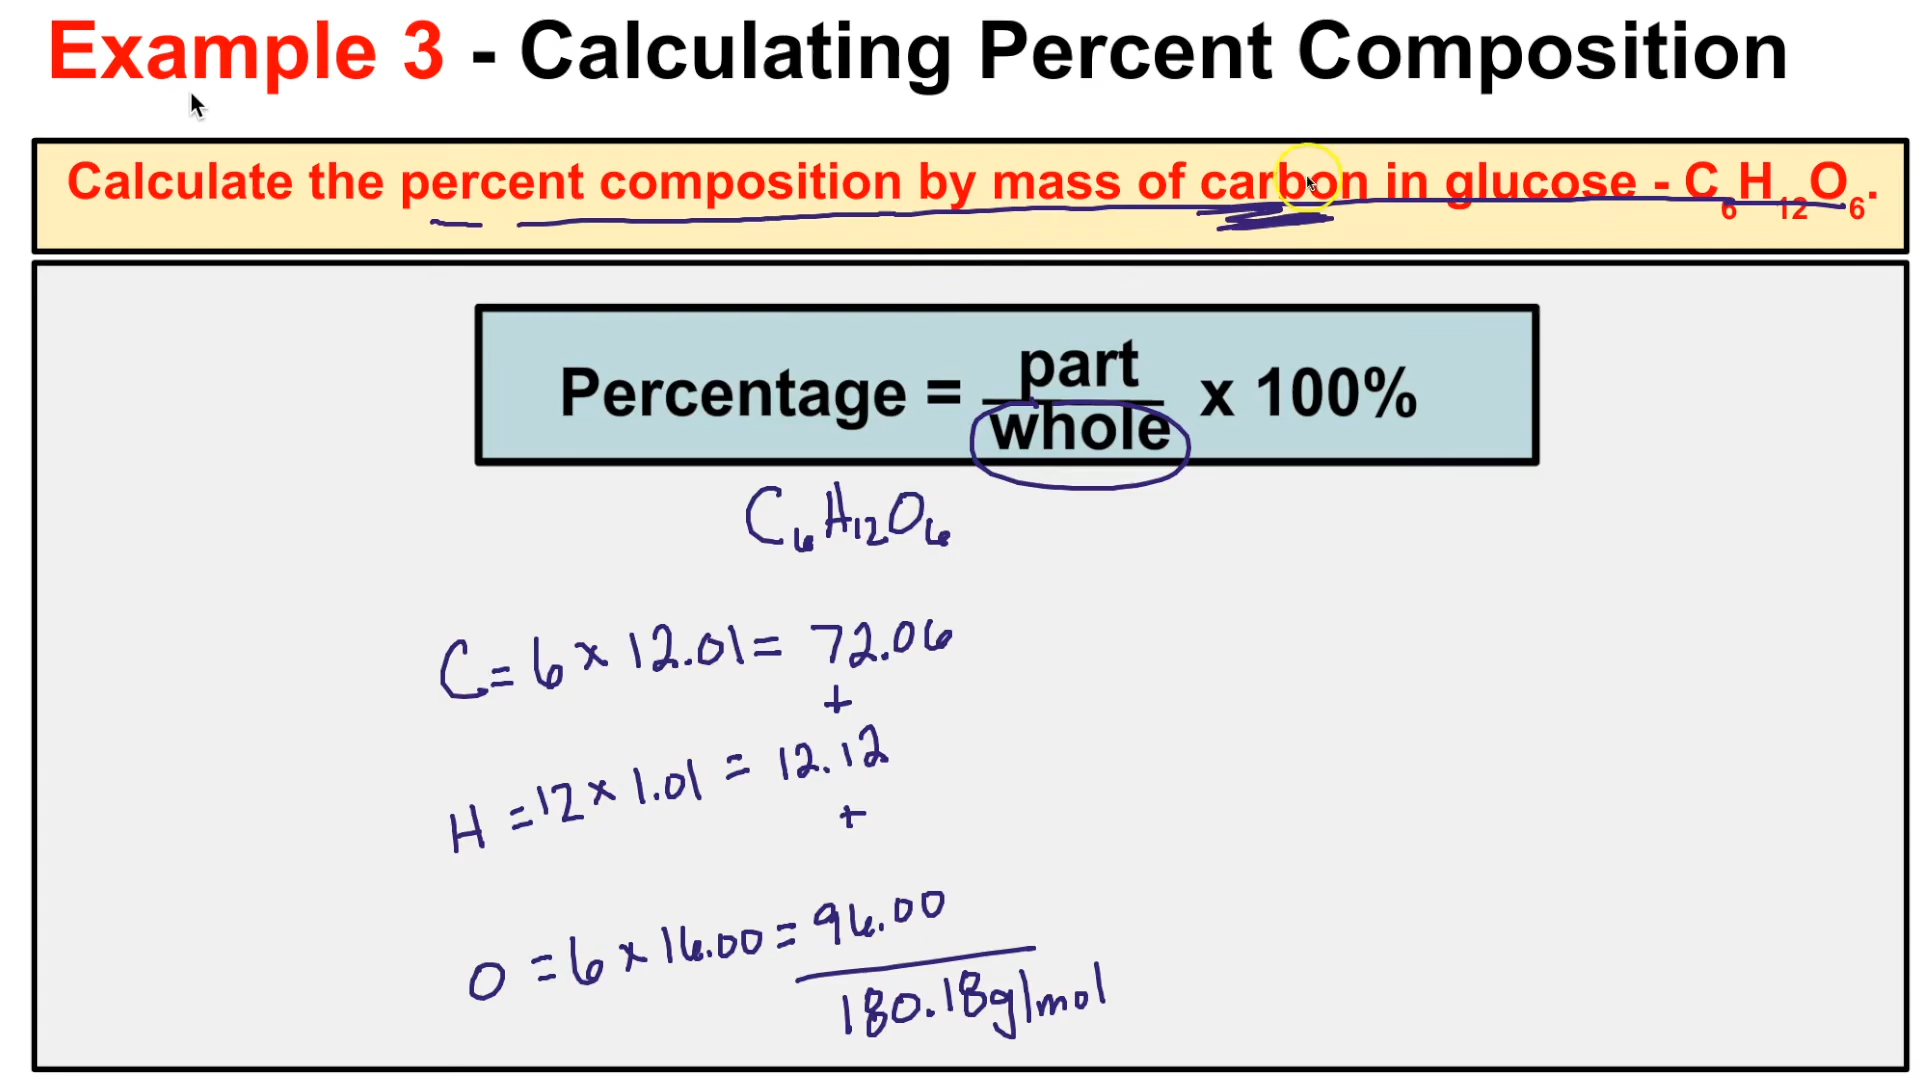 Example 3 - Calculating Percent Composition
Calculate the percent composition by mass of carbon in glucose - C₆H₁₂O₆.
Percentage = part/whole x 100%
C₆H₁₂O₆
C = 6 × 12.01 = 72.06
+
H = 12 × 1.01 = 12.12
+
O = 6 × 16.00 = 96.00
180.18 g/mol